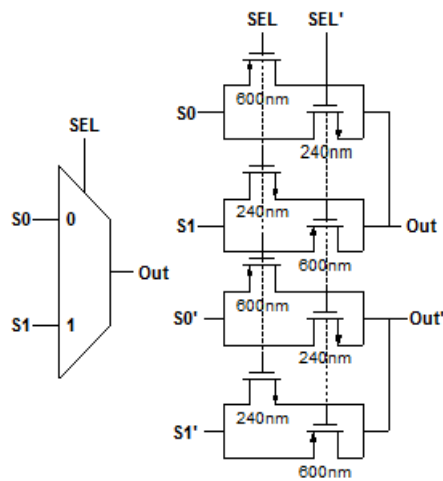 SEL SEL'
600nm
S0
240nm
SEL
S0 0
240nm
S1 Out
600nm
Out
600nm
S0' Out'
S1 1
240nm
240nm
S1'
600nm